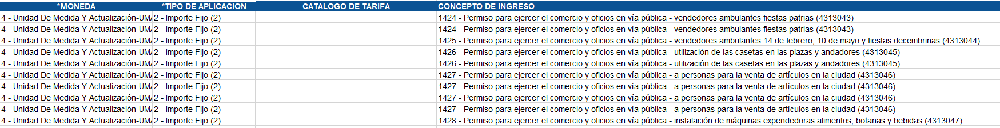 *MONEDA *TIPO DE APLICACION CATALOGO DE TARIFA CONCEPTO DE INGRESO
4 - Unidad De Medida Y Actualización-UMA 2 - Importe Fijo (2) 1424 - Permiso para ejercer el comercio y oficios en vía pública - vendedores ambulantes fiestas patrias (4313043)
4 - Unidad De Medida Y Actualización-UMA 2 - Importe Fijo (2) 1424 - Permiso para ejercer el comercio y oficios en vía pública - vendedores ambulantes fiestas patrias (4313043)
4 - Unidad De Medida Y Actualización-UMA 2 - Importe Fijo (2) 1425 - Permiso para ejercer el comercio y oficios en vía pública - vendedores ambulantes 14 de febrero, 10 de mayo y fiestas decembrinas (4313044)
4 - Unidad De Medida Y Actualización-UMA 2 - Importe Fijo (2) 1426 - Permiso para ejercer el comercio y oficios en vía pública - utilización de las casetas en las plazas y andadores (4313045)
4 - Unidad De Medida Y Actualización-UMA 2 - Importe Fijo (2) 1426 - Permiso para ejercer el comercio y oficios en vía pública - utilización de las casetas en las plazas y andadores (4313045)
4 - Unidad De Medida Y Actualización-UMA 2 - Importe Fijo (2) 1427 - Permiso para ejercer el comercio y oficios en vía pública - a personas para la venta de artículos en la ciudad (4313046)
4 - Unidad De Medida Y Actualización-UMA 2 - Importe Fijo (2) 1427 - Permiso para ejercer el comercio y oficios en vía pública - a personas para la venta de artículos en la ciudad (4313046)
4 - Unidad De Medida Y Actualización-UMA 2 - Importe Fijo (2) 1427 - Permiso para ejercer el comercio y oficios en vía pública - a personas para la venta de artículos en la ciudad (4313046)
4 - Unidad De Medida Y Actualización-UMA 2 - Importe Fijo (2) 1427 - Permiso para ejercer el comercio y oficios en vía pública - a personas para la venta de artículos en la ciudad (4313046)
4 - Unidad De Medida Y Actualización-UMA 2 - Importe Fijo (2) 1428 - Permiso para ejercer el comercio y oficios en vía pública - instalación de máquinas expendedoras alimentos, botanas y bebidas (4313047)